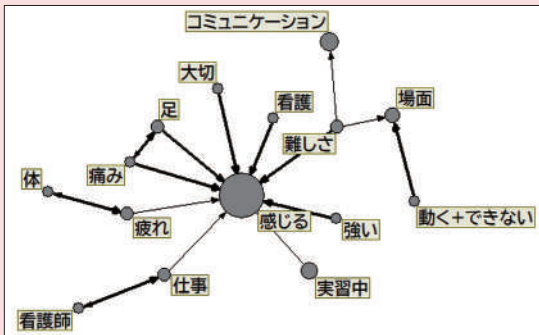 コミュニケーション
大切
足
看護
場面
難しさ
痛み
体
疲れ
感じる
強い
動く+できない
仕事
実習中
看護師